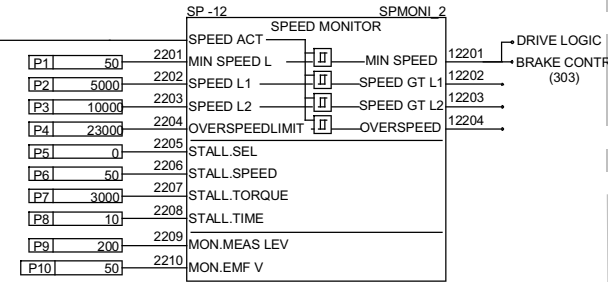 SP -12 SPMONI_2
SPEED MONITOR
SPEED ACT
DRIVE LOGIC
P1 50 2201 MIN SPEED L MIN SPEED 12201 BRAKE CONTR
(303)
P2 5000 2202 SPEED L1 SPEED GT L1 12202
P3 10000 2203 SPEED L2 SPEED GT L2 12203
P4 23000 2204 OVERSPEEDLIMIT OVERSPEED 12204
P5 0 2205 STALL.SEL
P6 50 2206 STALL.SPEED
P7 3000 2207 STALL.TORQUE
P8 10 2208 STALL.TIME
P9 200 2209 MON.MEAS LEV
P10 50 2210 MON.EMF V